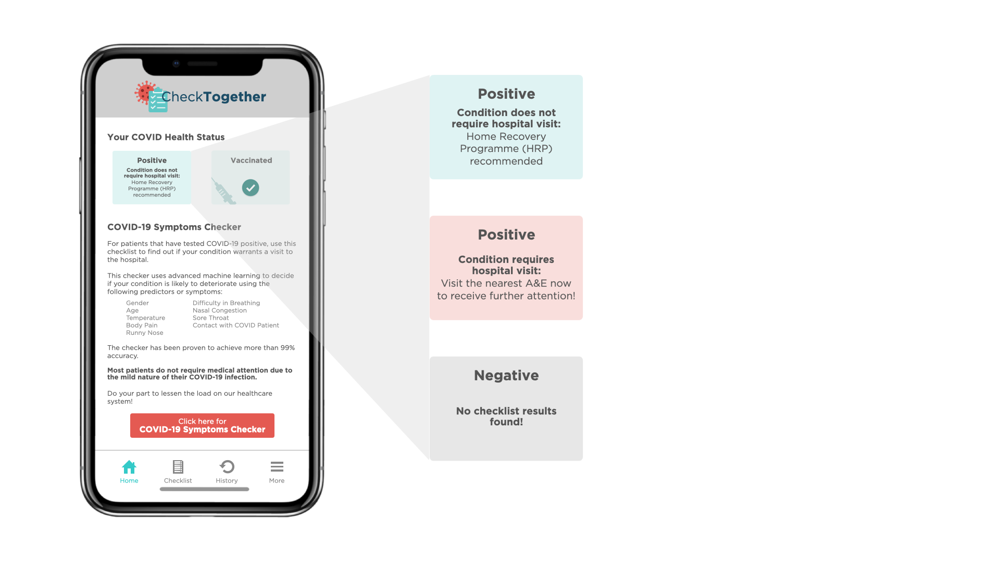 CheckTogether
Your COVID Health Status
Positive
Condition does not
require hospital visit:
Home Recovery
Programme (HRP)
recommended
Vaccinated
COVID-19 Symptoms Checker
For patients that have tested COVID-19 positive, use this
checklist to find out if your condition warrants a visit to
the hospital.
This checker uses advanced machine learning to decide
if your condition is likely to deteriorate using the
following predictors or symptoms:
Gender
Age
Temperature
Body Pain
Runny Nose
Difficulty in Breathing
Nasal Congestion
Sore Throat
Contact with COVID Patient
The checker has been proven to achieve more than 99%
accuracy.
Most patients do not require medical attention due to
the mild nature of their COVID-19 infection.
Do your part to lessen the load on our healthcare
system!
Click here for
COVID-19 Symptoms Checker
Home
Checklist
History
More
Positive
Condition does not
require hospital visit:
Home Recovery
Programme (HRP)
recommended
Positive
Condition requires
hospital visit:
Visit the nearest A&E now
to receive further attention!
Negative
No checklist results
found!